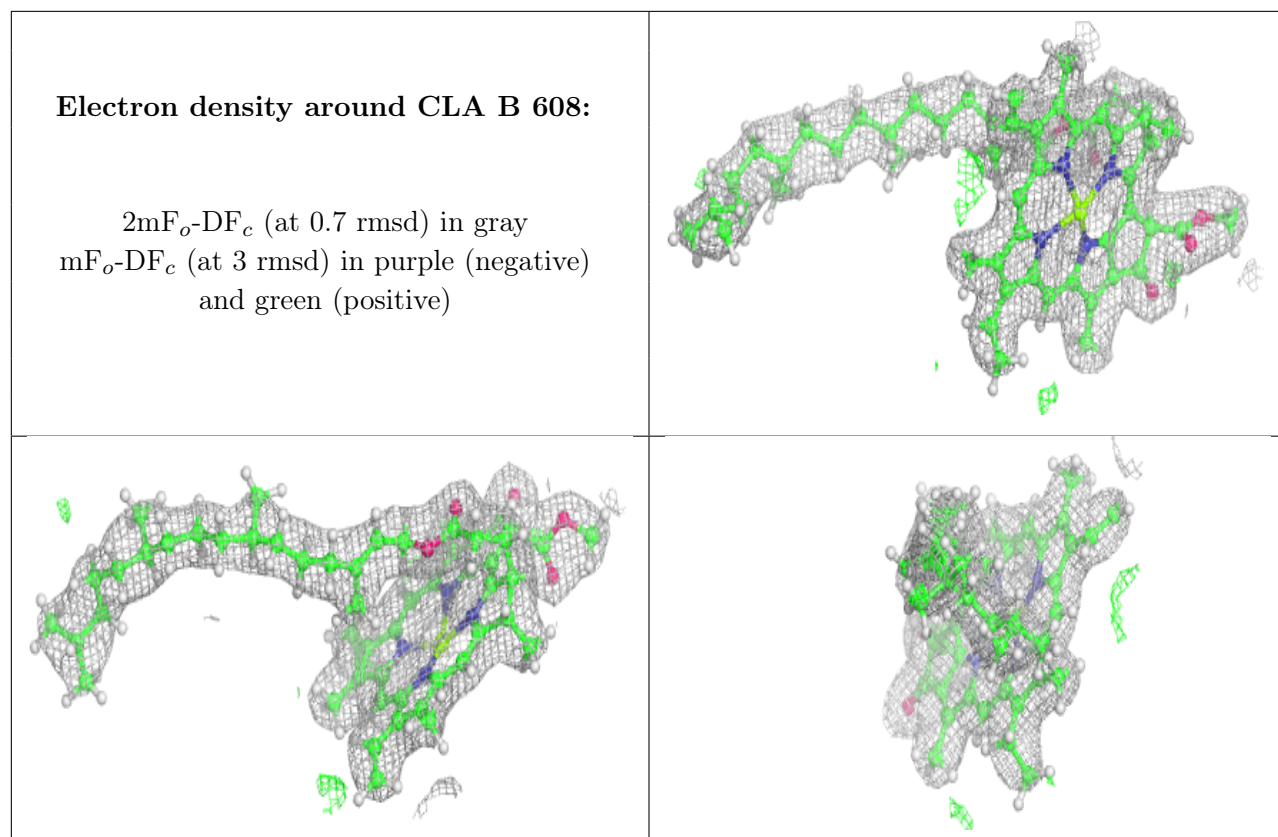 Electron density around CLA B 608:
2mFo-DFc (at 0.7 rmsd) in gray
mFo-DFc (at 3 rmsd) in purple (negative)
and green (positive)